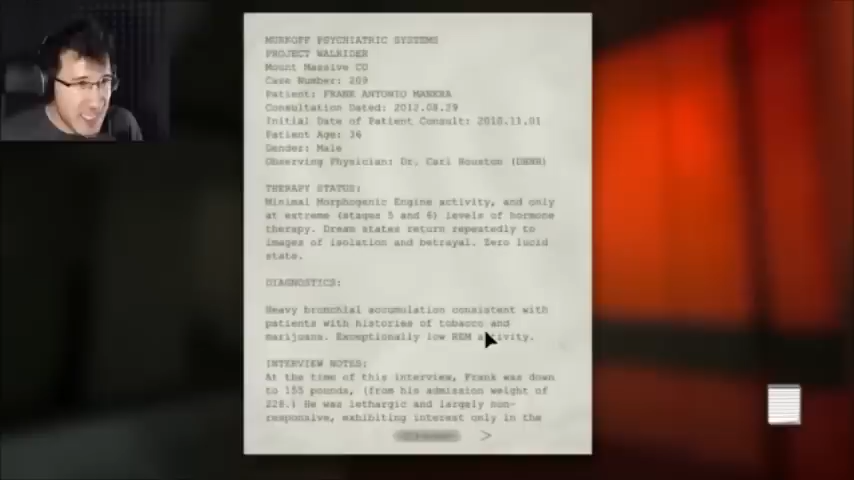 MURKOFF PSYCHIATRIC SYSTEMS
PROJECT WALRIDER
Mount Massive CO
Case Number: 209
Patient: FRANK ANTONIO MANERA
Consultation Dated: 2012.08.29
Initial Date of Patient Consult: 2010.11.01
Patient Age: 36
Gender: Male
Observing Physician: Dr. Carl Houston
THERAPY STATUS:
Minimal Morphogenic Engine activity, and only
at extreme (stages 5 and 6) levels of hormone
therapy. Dream states return repeatedly to
images of isolation and betrayal. Zero lucid
state.
DIAGNOSTICS:
Heavy bronchial accumulation consistent with
patients with histories of tobacco and
marijuana. Exceptionally low REM activity.
INTERVIEW NOTES:
At the time of this interview, Frank was down
to 155 pounds, (from his admission weight of
228.) He was lethargic and largely non-
responsive, exhibiting interest only in the